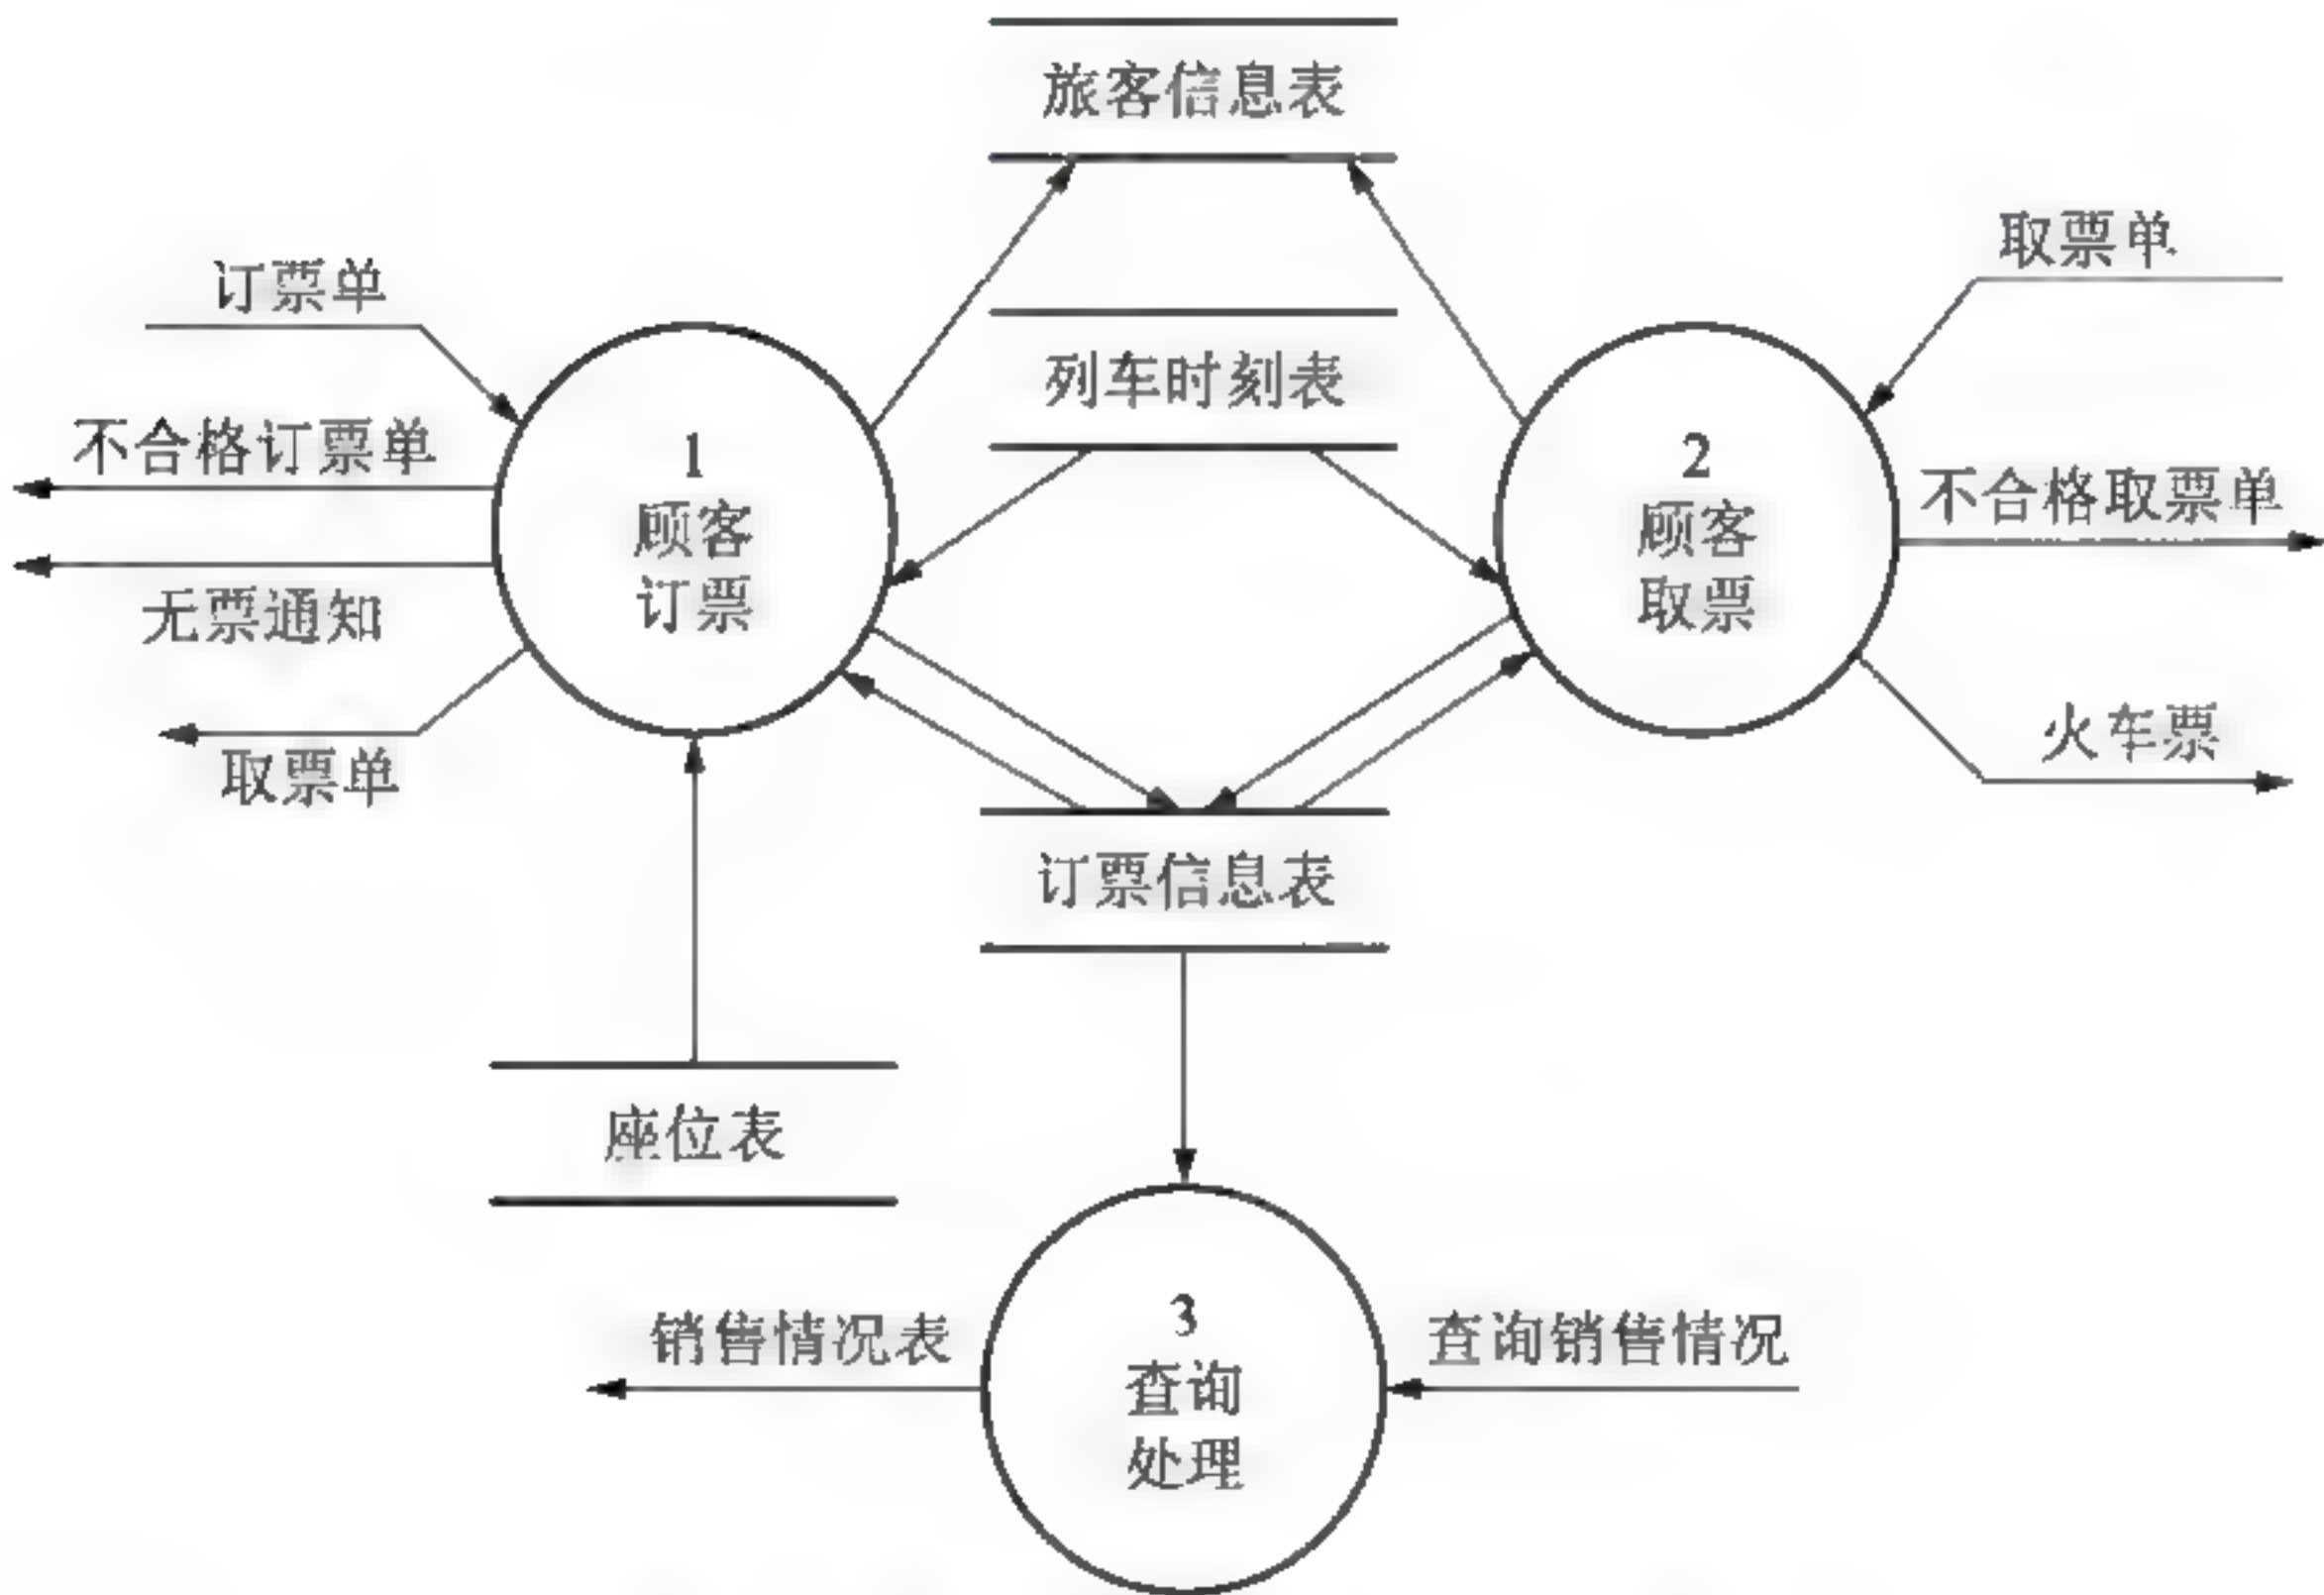 旅客信息表
取票单
订票单
列车时刻表
不合格订票单
1
顾客
订票
2
顾客
取票
不合格取票单
无票通知
取票单
火车票
订票信息表
座位表
销售情况表
3
查询
处理
查询销售情况